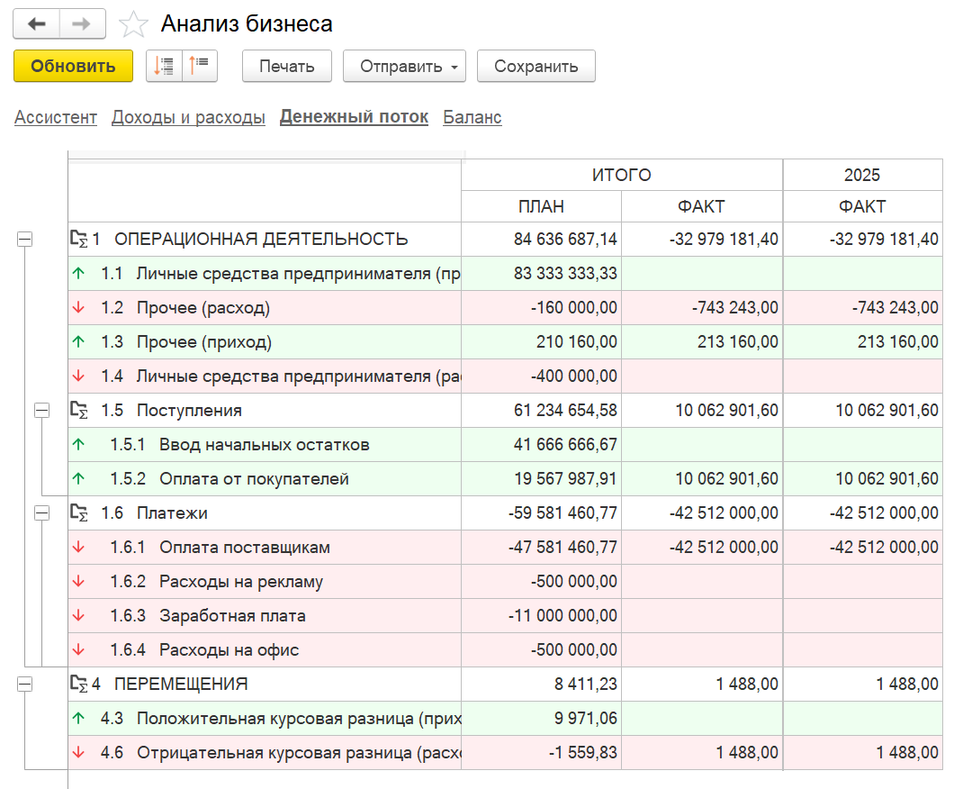 Анализ бизнеса
Обновить Печать Отправить Сохранить
Ассистент Доходы и расходы Денежный поток Баланс
ИТОГО 2025
ПЛАН ФАКТ ФАКТ
1 ОПЕРАЦИОННАЯ ДЕЯТЕЛЬНОСТЬ 84 636 687,14 -32 979 181,40 -32 979 181,40
1.1 Личные средства предпринимателя (пр 83 333 333,33
1.2 Прочее (расход) -160 000,00 -743 243,00 -743 243,00
1.3 Прочее (приход) 210 160,00 213 160,00 213 160,00
1.4 Личные средства предпринимателя (ра -400 000,00
1.5 Поступления 61 234 654,58 10 062 901,60 10 062 901,60
1.5.1 Ввод начальных остатков 41 666 666,67
1.5.2 Оплата от покупателей 19 567 987,91 10 062 901,60 10 062 901,60
1.6 Платежи -59 581 460,77 -42 512 000,00 -42 512 000,00
1.6.1 Оплата поставщикам -47 581 460,77 -42 512 000,00 -42 512 000,00
1.6.2 Расходы на рекламу -500 000,00
1.6.3 Заработная плата -11 000 000,00
1.6.4 Расходы на офис -500 000,00
4 ПЕРЕМЕЩЕНИЯ 8 411,23 1 488,00 1 488,00
4.3 Положительная курсовая разница (прих 9 971,06
4.6 Отрицательная курсовая разница (расх -1 559,83 1 488,00 1 488,00